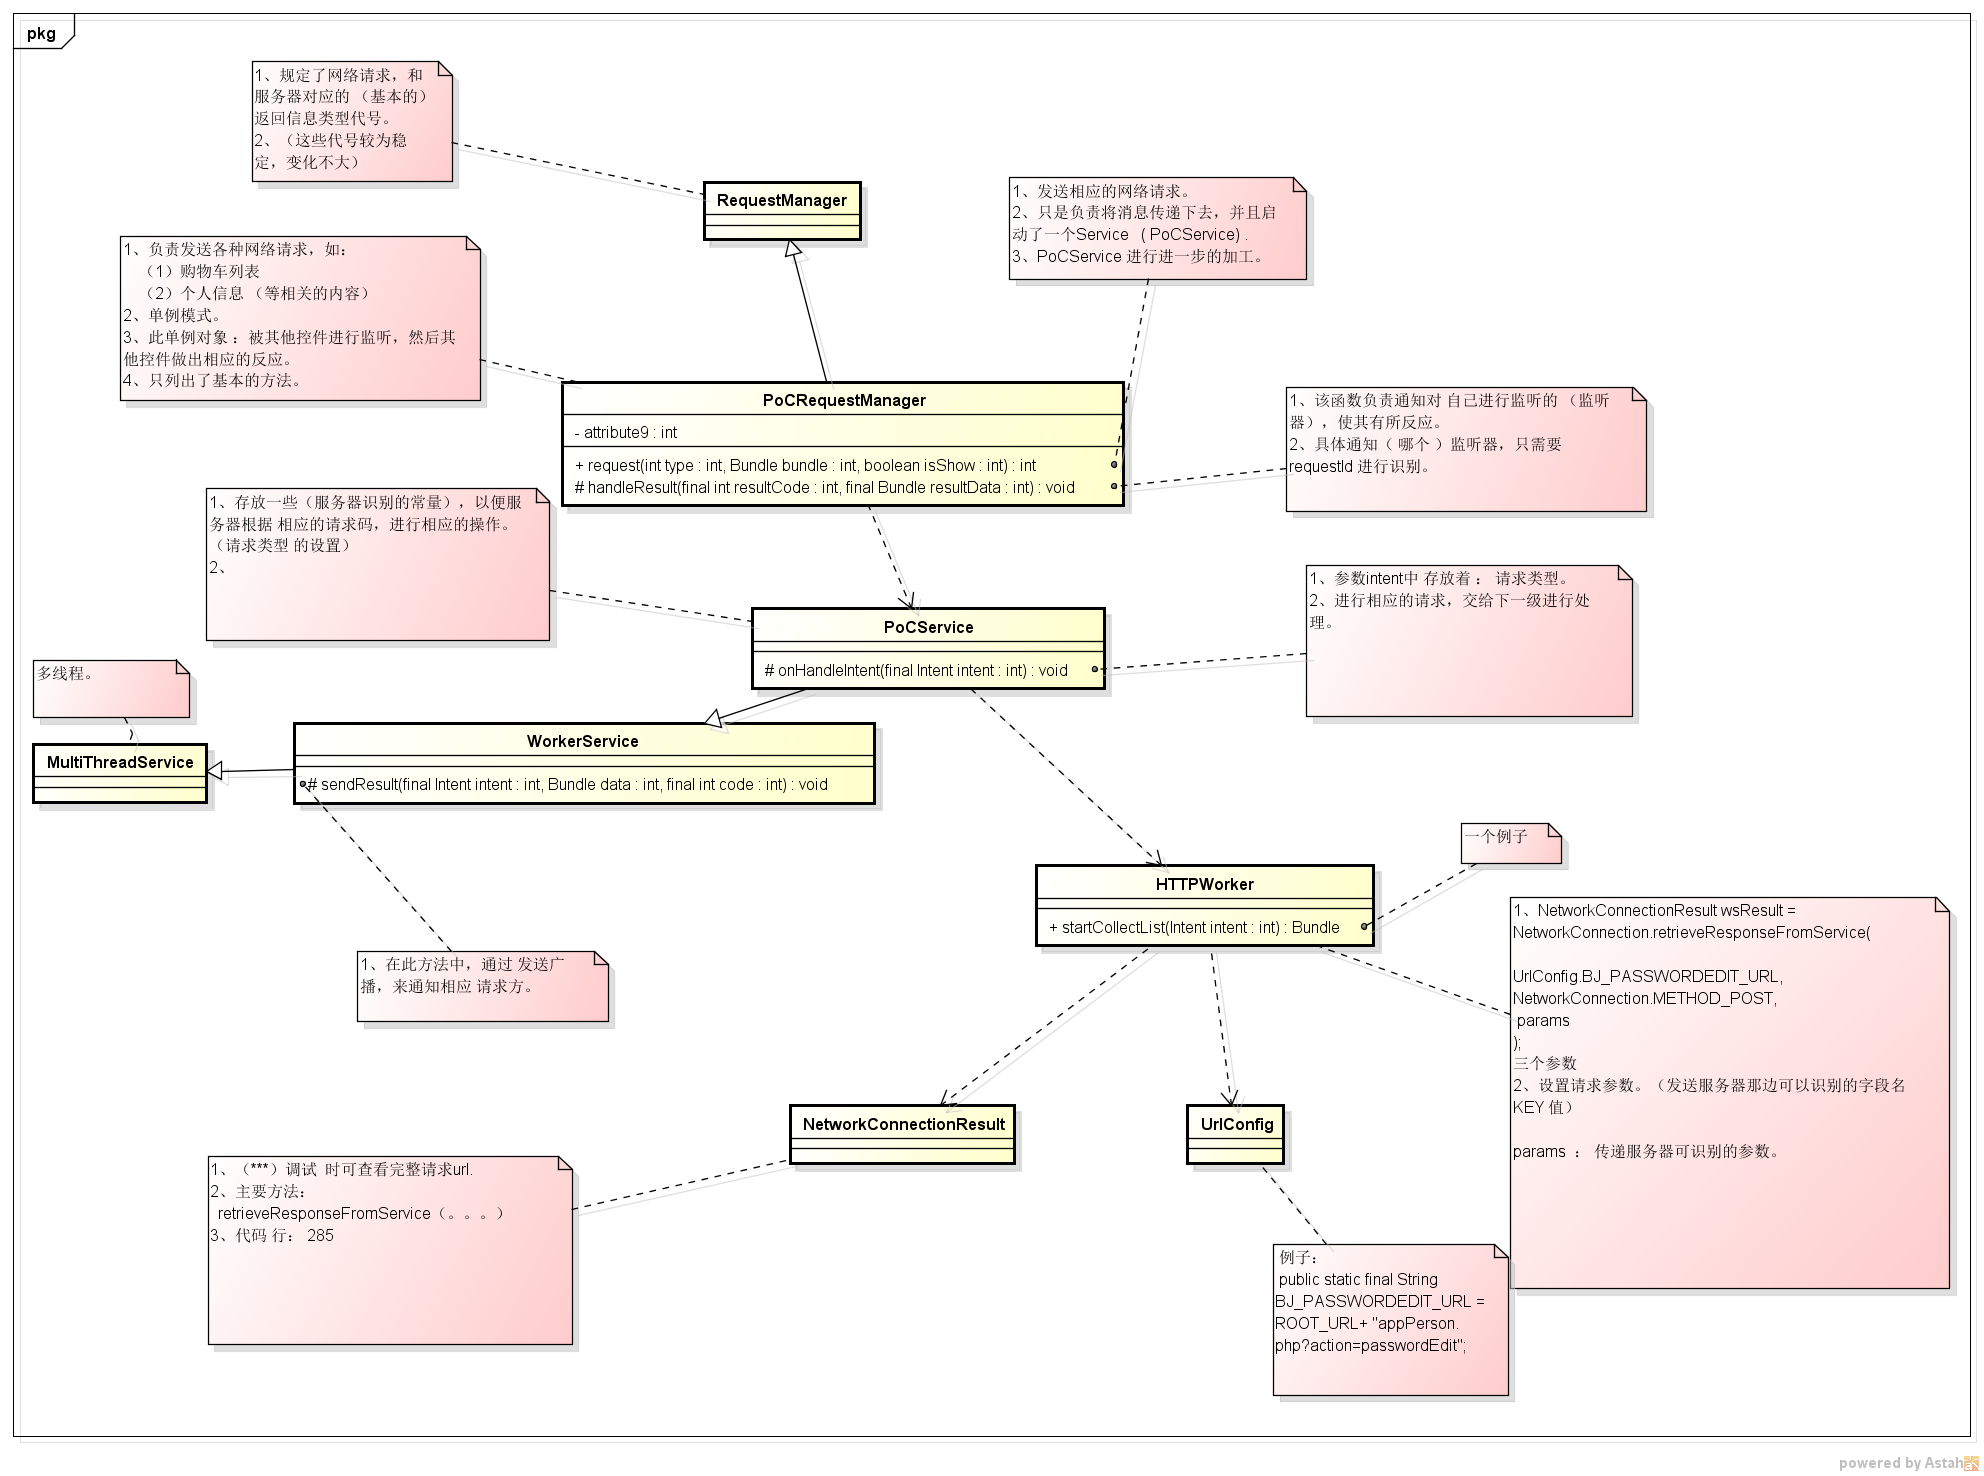 pkg
1、规定了网络请求，和
服务器对应的 （基本的）
返回信息类型代号。
2、（这些代号较为稳
定，变化不大）
RequestManager
1、发送相应的网络请求。
2、只是负责将消息传递下去，并且启
动了一个Service （ PoCService) .
3、PoCService 进行进一步的加工。
1、负责发送各种网络请求，如：
（1）购物车列表
（2）个人信息 （等相关的内容）
2、单例模式。
3、此单例对象 ：被其他控件进行监听，然后其
他控件做出相应的反应。
4、只列出了基本的方法。
PoCRequestManager
- attribute9 : int
+ request(int type : int, Bundle bundle : int, boolean isShow : int) : int
# handleResult(final int resultCode : int, final Bundle resultData : int) : void
1、该函数负责通知对 自己进行监听的 （监听
器），使其有所反应。
2、具体通知（ 哪个 ）监听器，只需要
requestId 进行识别。
1、存放一些（服务器识别的常量），以便服
务器根据 相应的请求码，进行相应的操作。
（请求类型 的设置）
2、
PoCService
# onHandleIntent(final Intent intent : int) : void
1、参数intent中 存放着 ： 请求类型。
2、进行相应的请求，交给下一级进行处
理。
多线程。
MultiThreadService
WorkerService
# sendResult(final Intent intent : int, Bundle data : int, final int code : int) : void
一个例子
HTTPWorker
+ startCollectList(Intent intent : int) : Bundle
1、NetworkConnectionResult wsResult =
NetworkConnection.retrieveResponseFromService(
UrlConfig.BJ_PASSWORDEDIT_URL,
NetworkConnection.METHOD_POST,
params
);
三个参数
2、设置请求参数。（发送服务器那边可以识别的字段名
KEY 值）
params ： 传递服务器可识别的参数。
1、在此方法中，通过 发送广
播，来通知相应 请求方。
NetworkConnectionResult
UrlConfig
1、（***）调试 时可查看完整请求url.
2、主要方法：
retrieveResponseFromService（。。。）
3、代码 行： 285
例子：
public static final String
BJ_PASSWORDEDIT_URL =
ROOT_URL+ "appPerson.
php?action=passwordEdit";
powered by Astah